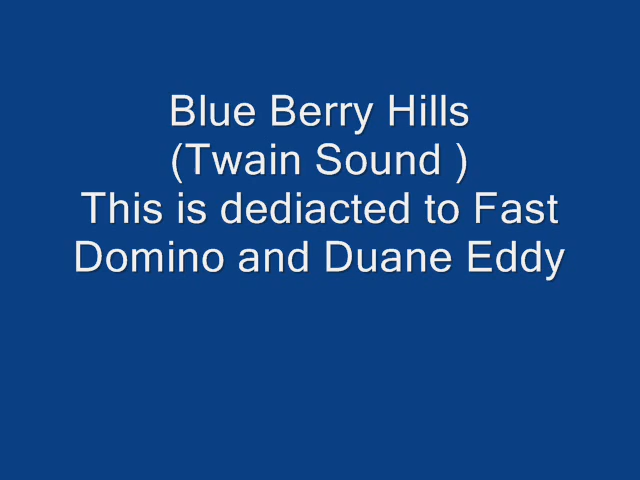 Blue Berry Hills
(Twain Sound )
This is dediacted to Fast
Domino and Duane Eddy